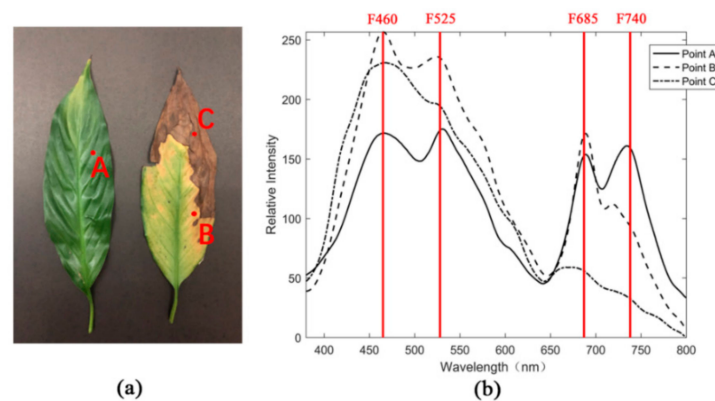 A
C
B
(a)
F460 F525 F685 F740
Point A
Point B
Point C
250
200
150
100
50
0
Relative Intensity
400 450 500 550 600 650 700 750 800
Wavelength（nm）
(b)